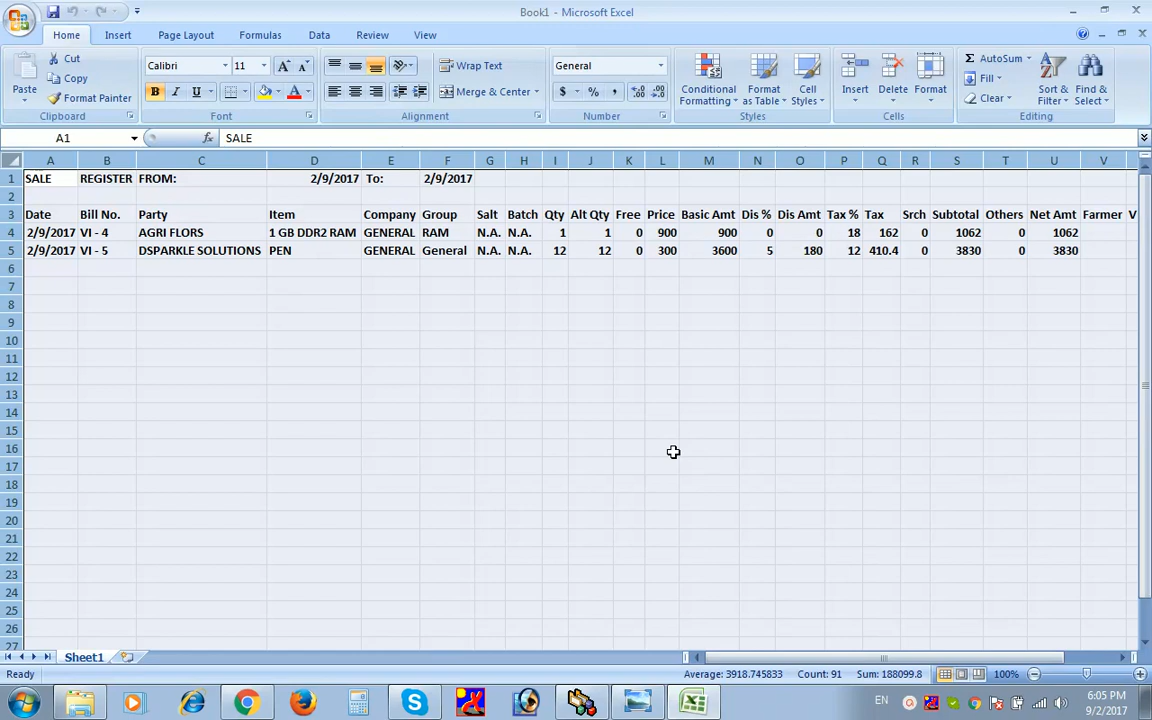 Book1 - Microsoft Excel
Home Insert Page Layout Formulas Data Review View
Cut
Copy
Format Painter
Paste
Clipboard
Calibri 11
B I U
Font
Wrap Text
Merge & Center
Alignment
General
$ % ,
Number
Conditional Formatting
Format as Table
Cell Styles
Styles
Insert Delete Format
Cells
AutoSum
Fill
Clear
Sort & Filter
Find & Select
Editing
A1 fx SALE
A B C D E F G H I J K L M N O P Q R S T U V
1 SALE REGISTER FROM: 2/9/2017 To: 2/9/2017
2
3 Date Bill No. Party Item Company Group Salt Batch Qty Alt Qty Free Price Basic Amt Dis % Dis Amt Tax % Tax Srch Subtotal Others Net Amt Farmer V
4 2/9/2017 VI - 4 AGRI FLORS 1 GB DDR2 RAM GENERAL RAM N.A. N.A. 1 1 0 900 900 0 0 18 162 0 1062 0 1062
5 2/9/2017 VI - 5 DSPARKLE SOLUTIONS PEN GENERAL General N.A. N.A. 12 12 0 300 3600 5 180 12 410.4 0 3830 0 3830
6
7
8
9
10
11
12
13
14
15
16
17
18
19
20
21
22
23
24
25
26
27
Sheet1
Ready Average: 3918.745833 Count: 91 Sum: 188099.8 100%
EN 6:05 PM
9/2/2017